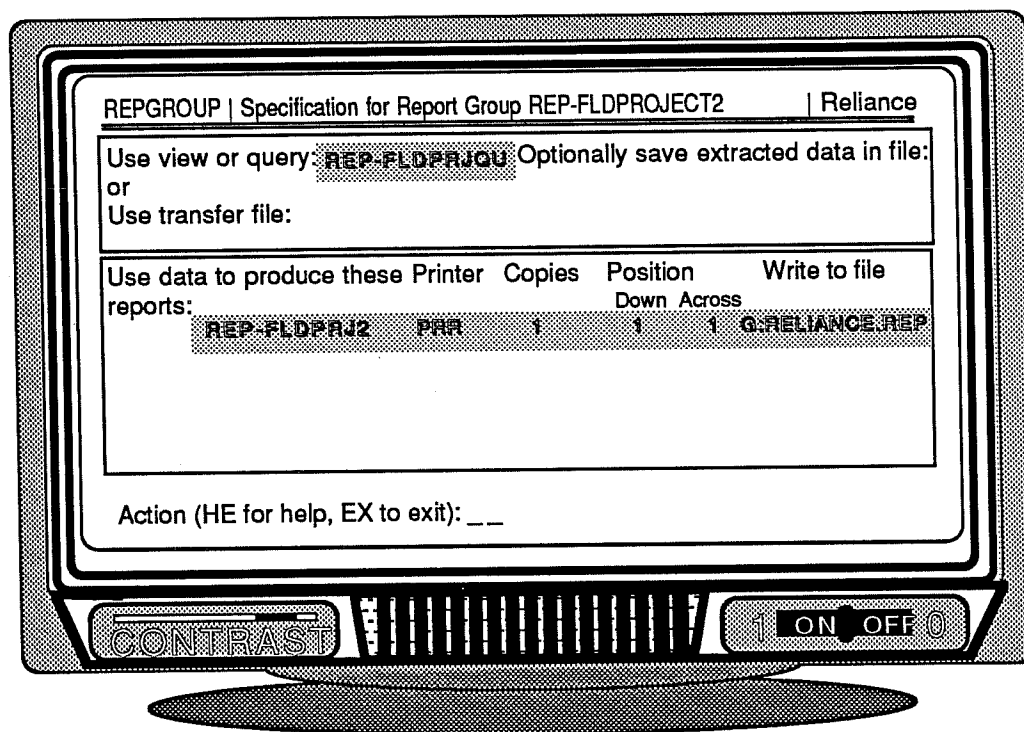 REPGROUP | Specification for Report Group REP-FLDPROJECT2 | Reliance
Use view or query: REP-FLDPRJQU Optionally save extracted data in file:
or
Use transfer file:
Use data to produce these Printer Copies Position Write to file
reports: Down Across
REP-FLDPRJ2 PRR 1 1 1 G:RELIANCE.REP
Action (HE for help, EX to exit): _ _
CONTRAST 1 ON OFF 0